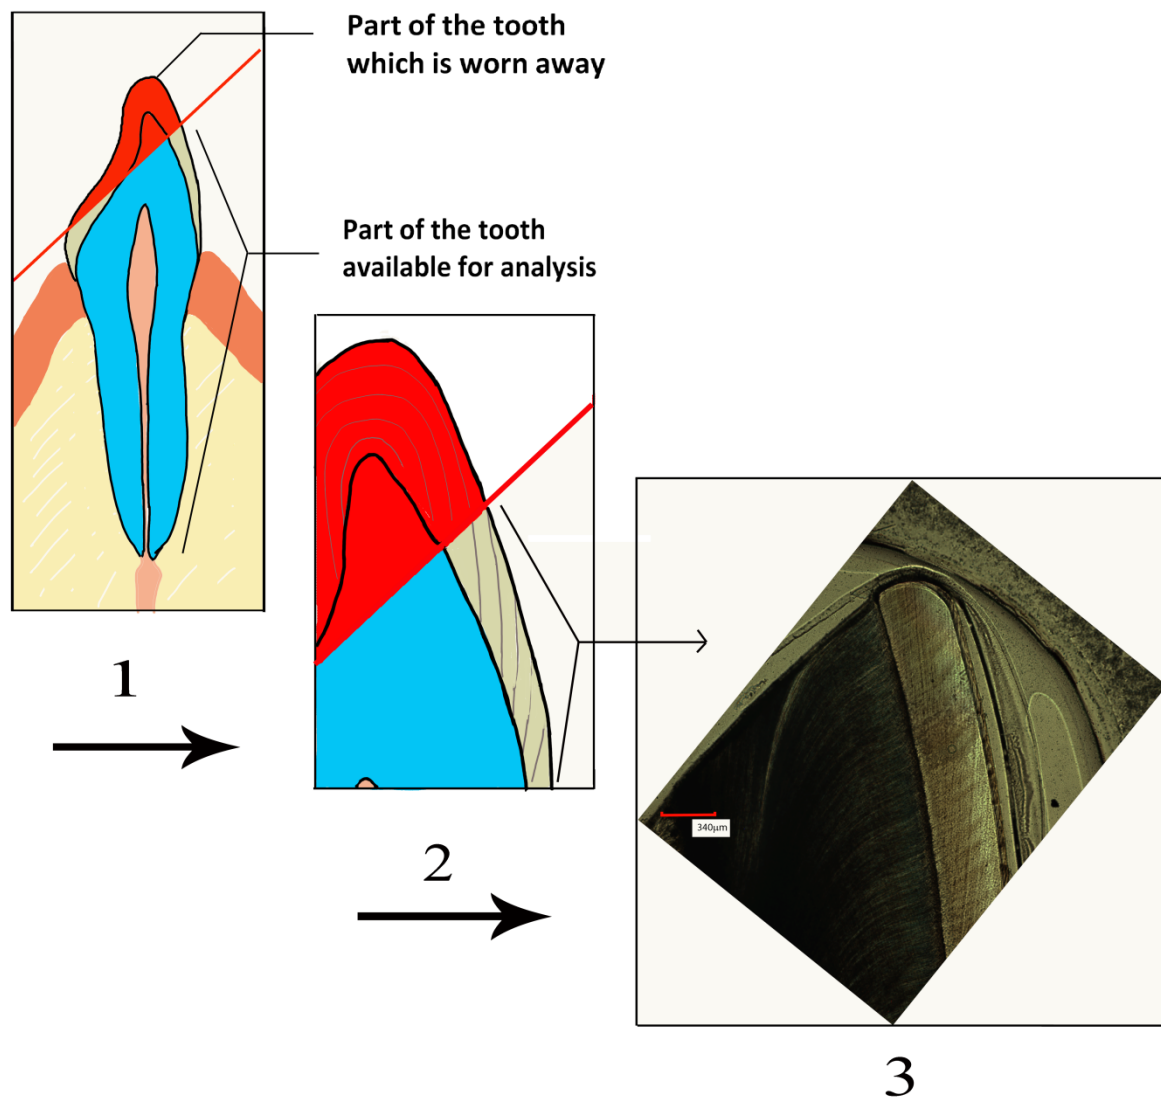 Part of the tooth
which is worn away
Part of the tooth
available for analysis
1
2
340µm
3